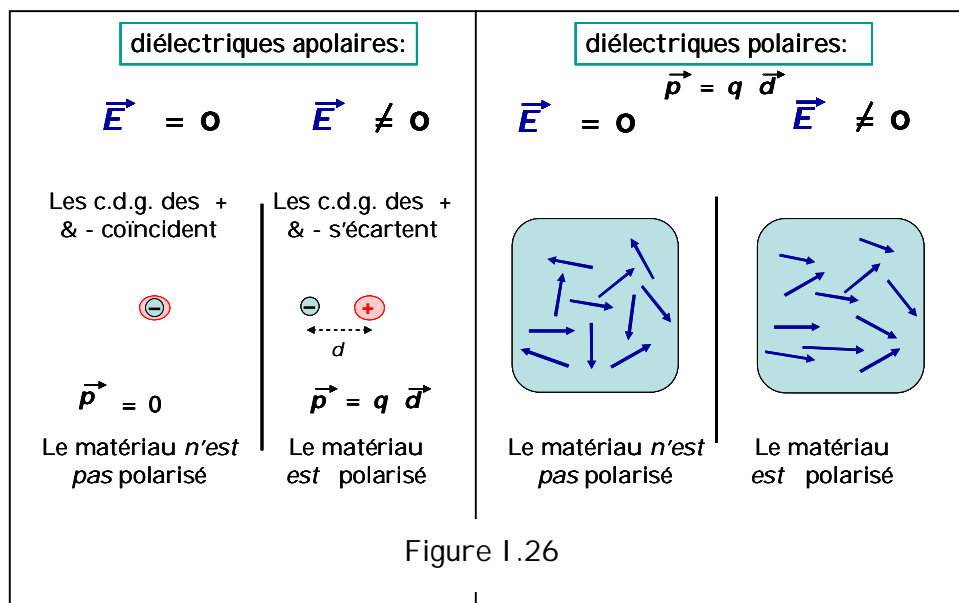 diélectriques apolaires:
E = 0
E ≠ 0
Les c.d.g. des +
& - coïncident
Les c.d.g. des +
& - s'écartent
−
− +
d
p = 0
p = q d
Le matériau n'est
pas polarisé
Le matériau
est polarisé
diélectriques polaires:
p = q d
E = 0
E ≠ 0
Le matériau n'est
pas polarisé
Le matériau
est polarisé
Figure I.26